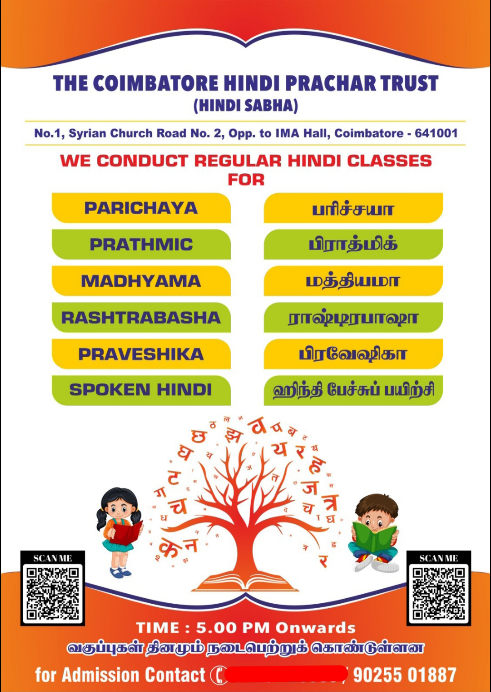 THE COIMBATORE HINDI PRACHAR TRUST
(HINDI SABHA)
No.1, Syrian Church Road No. 2, Opp. to IMA Hall, Coimbatore - 641001
WE CONDUCT REGULAR HINDI CLASSES
FOR
PARICHAYA பரிச்சயா
PRATHMIC பிராத்மிக்
MADHYAMA மத்தியமா
RASHTRABASHA ராஷ்டிரபாஷா
PRAVESHIKA பிரவேஷிகா
SPOKEN HINDI ஹிந்தி பேச்சுப் பயிற்சி
SCAN ME SCAN ME
TIME : 5.00 PM Onwards
வகுப்புகள் தினமும் நடைபெற்றுக் கொண்டுள்ளன
for Admission Contact 90255 01887